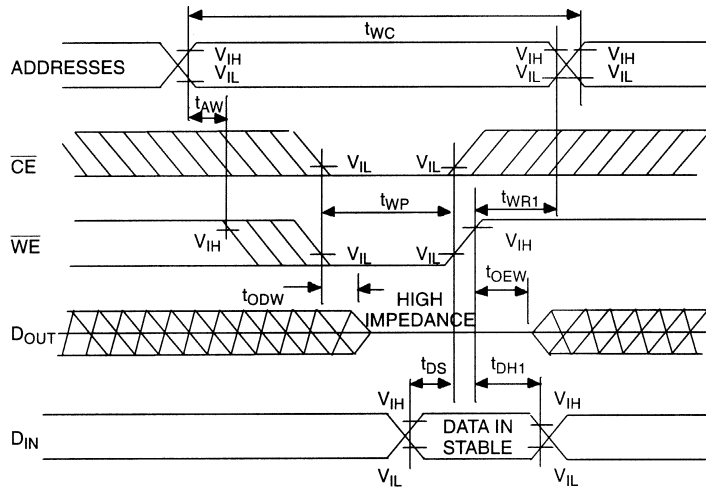 tWC
ADDRESSES
VIH
VIL
VIH
VIL
VIH
VIL
tAW
CE
VIL
VIL
tWP
tWR1
WE
VIH
VIL
VIL
VIH
tODW
HIGH
IMPEDANCE
tOEW
DOUT
tDS
tDH1
VIH
VIH
DIN
DATA IN
STABLE
VIL
VIL